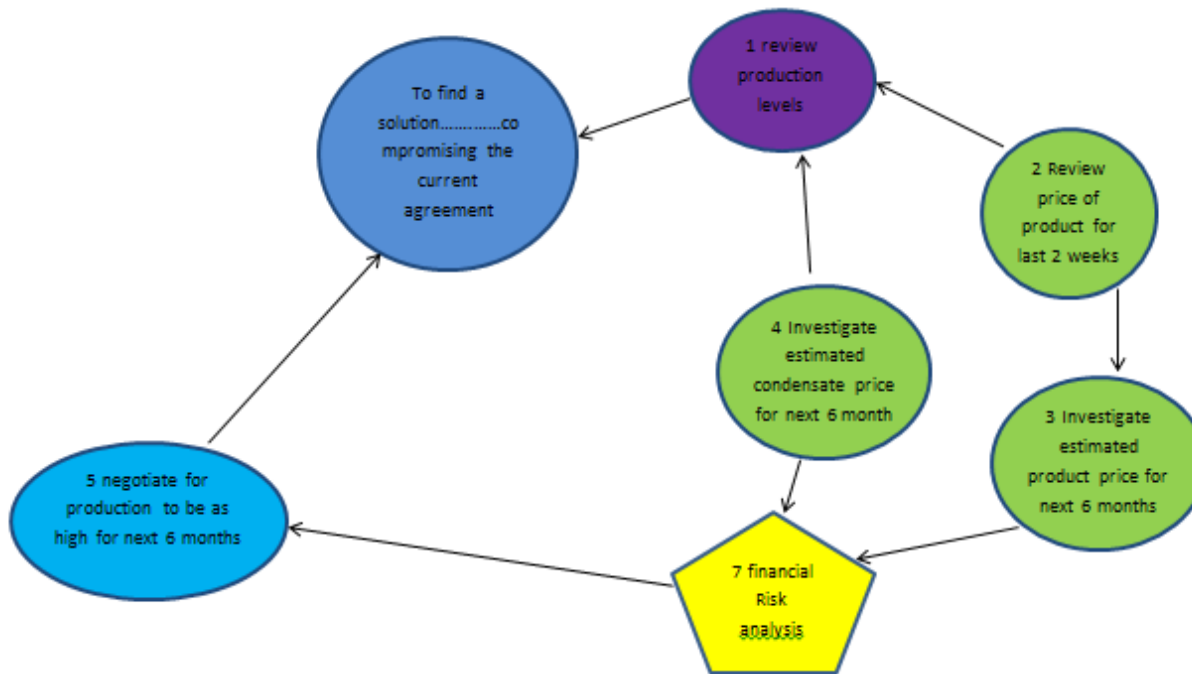 1 review
production
levels
To find a
solution.…..……co
mpromising the
current
agreement
2 Review
price of
product for
last 2 weeks
4 Investigate
estimated
condensate price
for next 6 month
3 Investigate
estimated
product price for
next 6 months
5 negotiate for
production to be as
high for next 6 months
7 financial
Risk
analysis